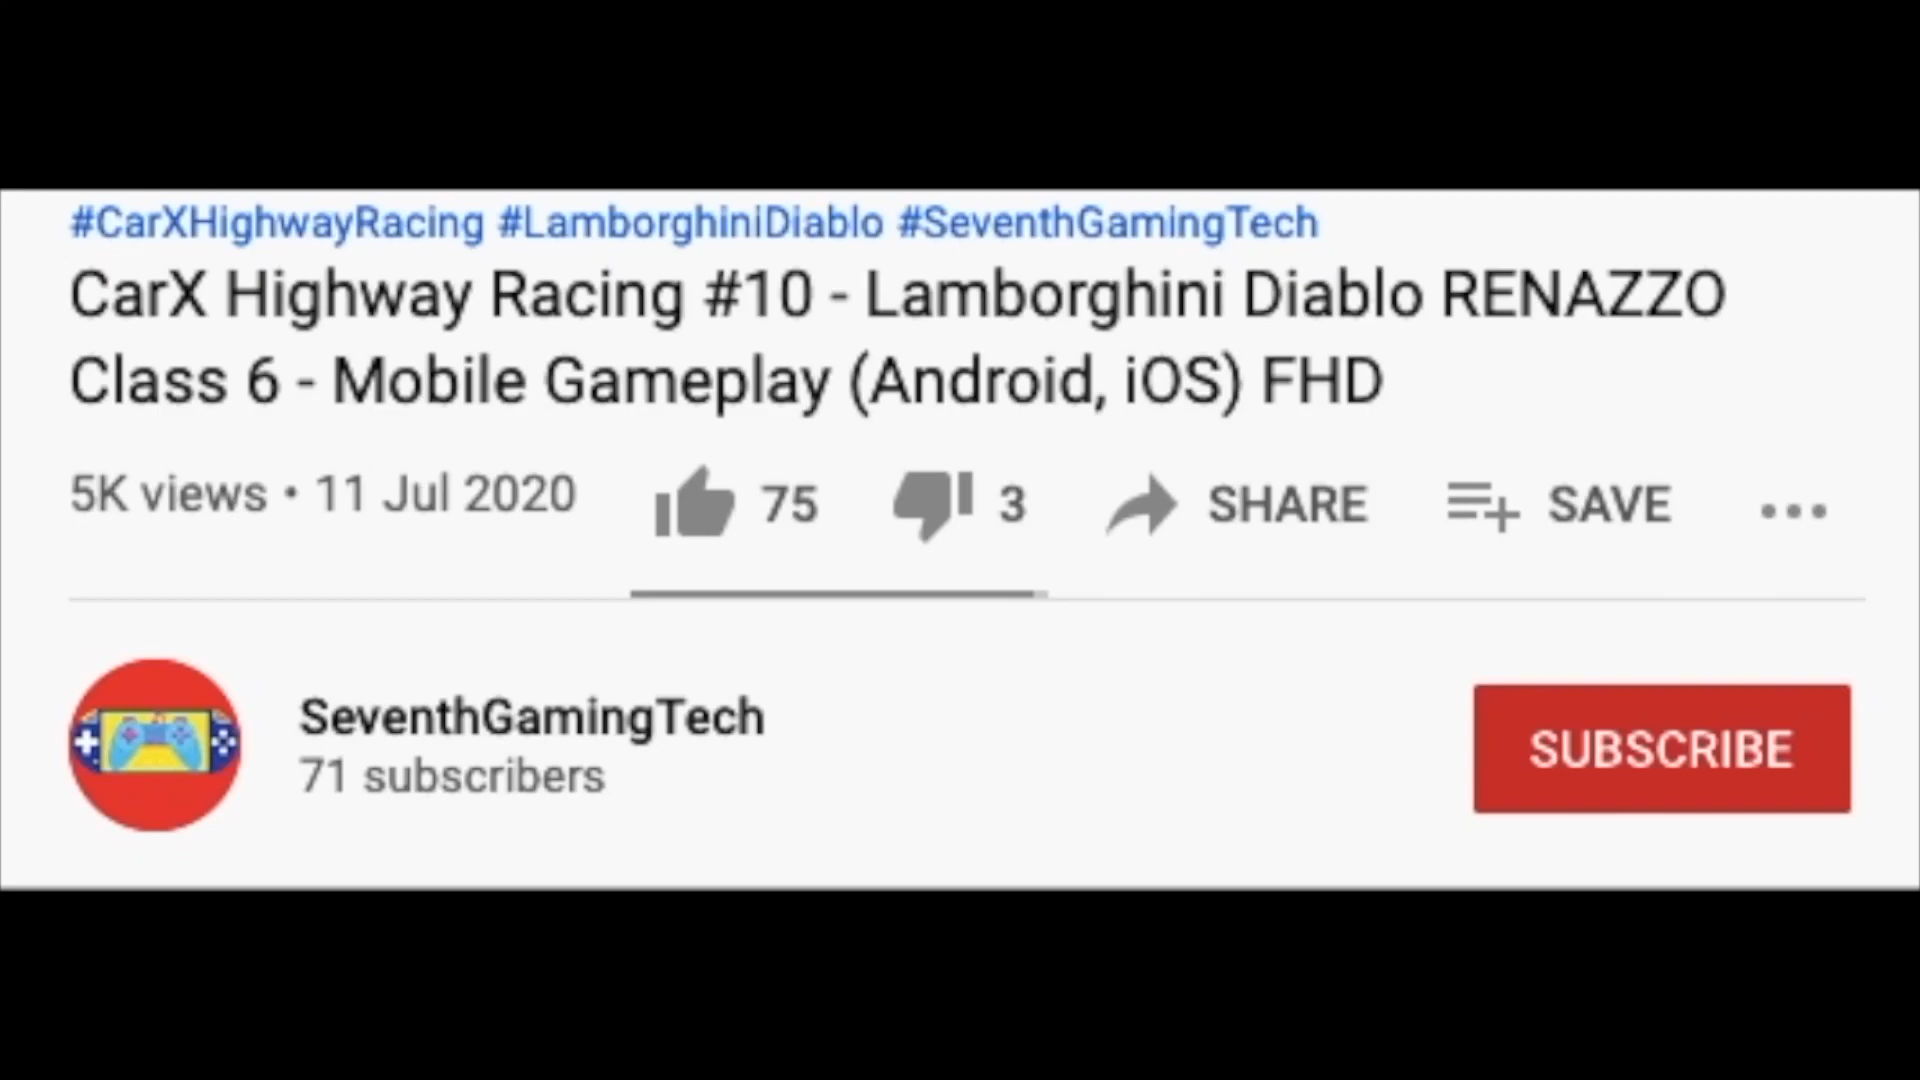 #CarXHighwayRacing #LamborghiniDiablo #SeventhGamingTech
CarX Highway Racing #10 - Lamborghini Diablo RENAZZO
Class 6 - Mobile Gameplay (Android, iOS) FHD
5K views • 11 Jul 2020 75 3 SHARE SAVE ...
SeventhGamingTech
71 subscribers
SUBSCRIBE